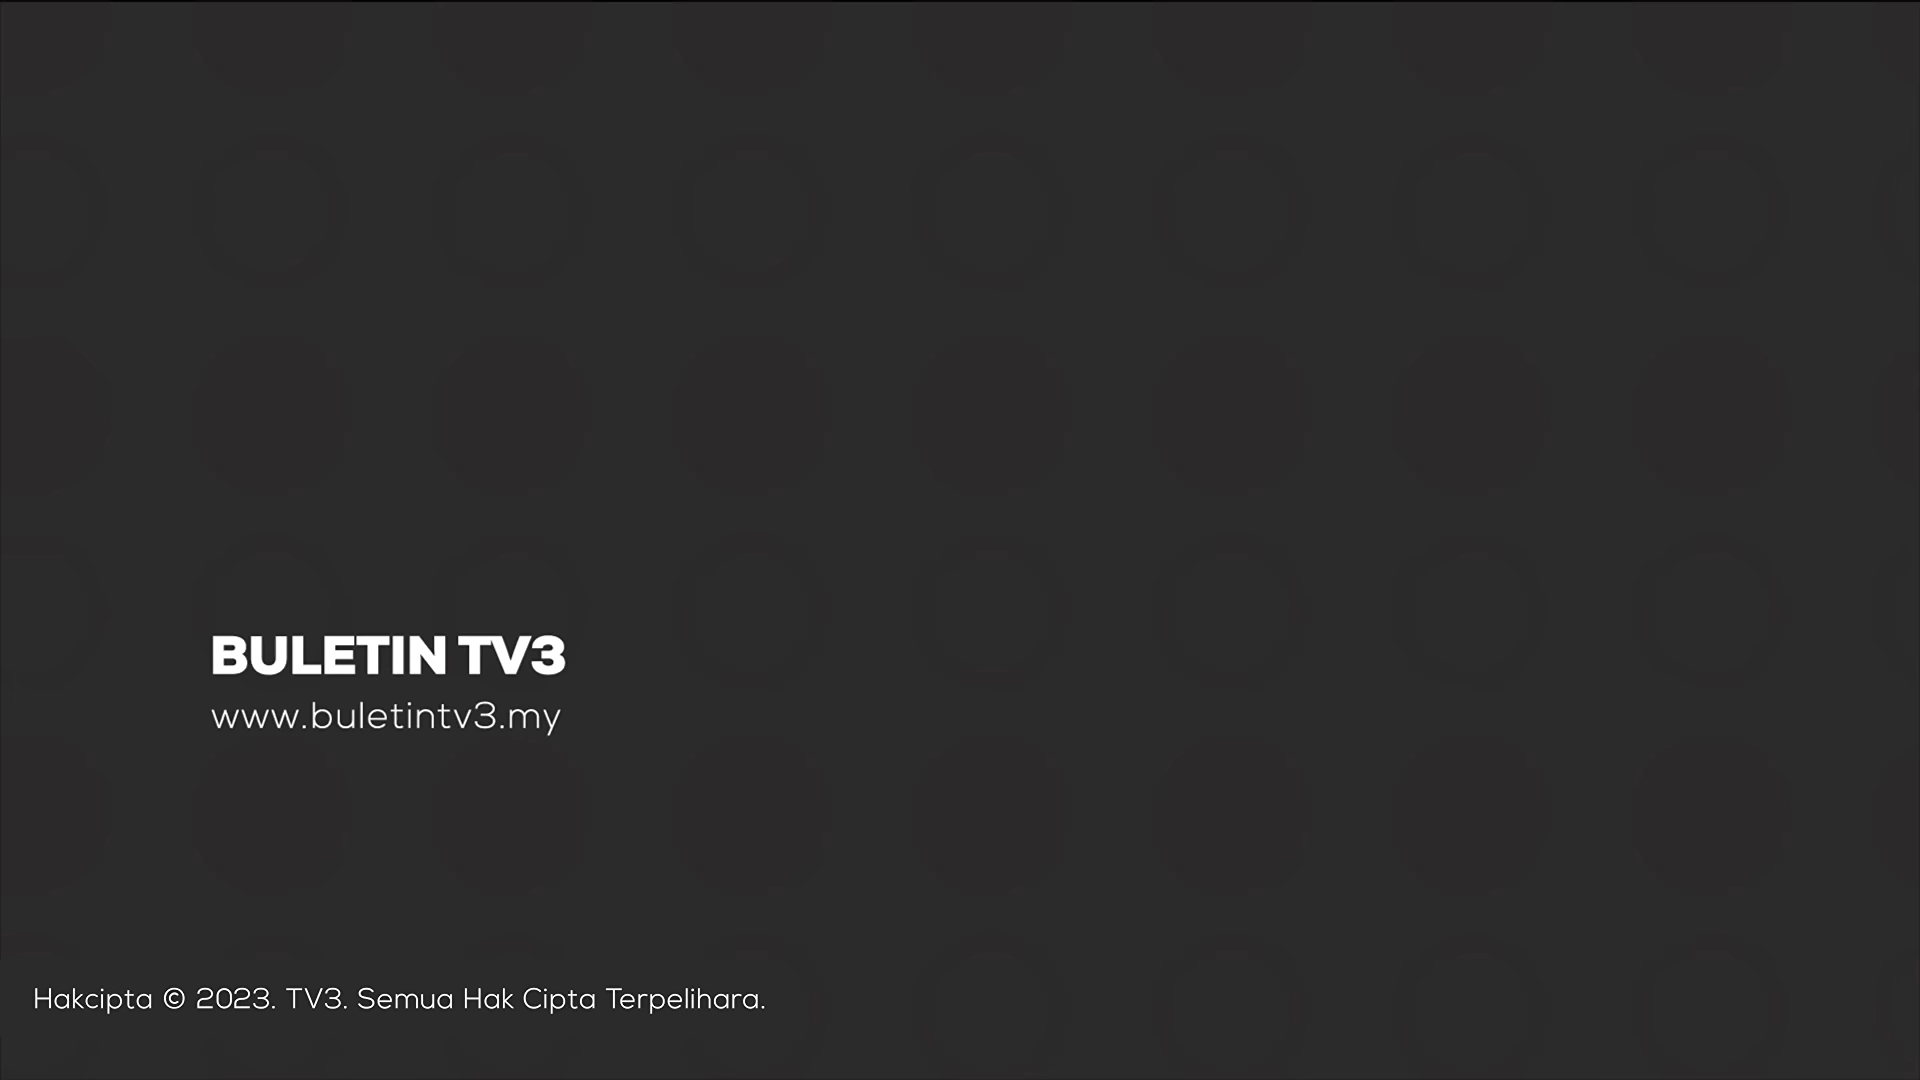 BULETIN TV3
www.buletintv3.my
Hakcipta © 2023. TV3. Semua Hak Cipta Terpelihara.